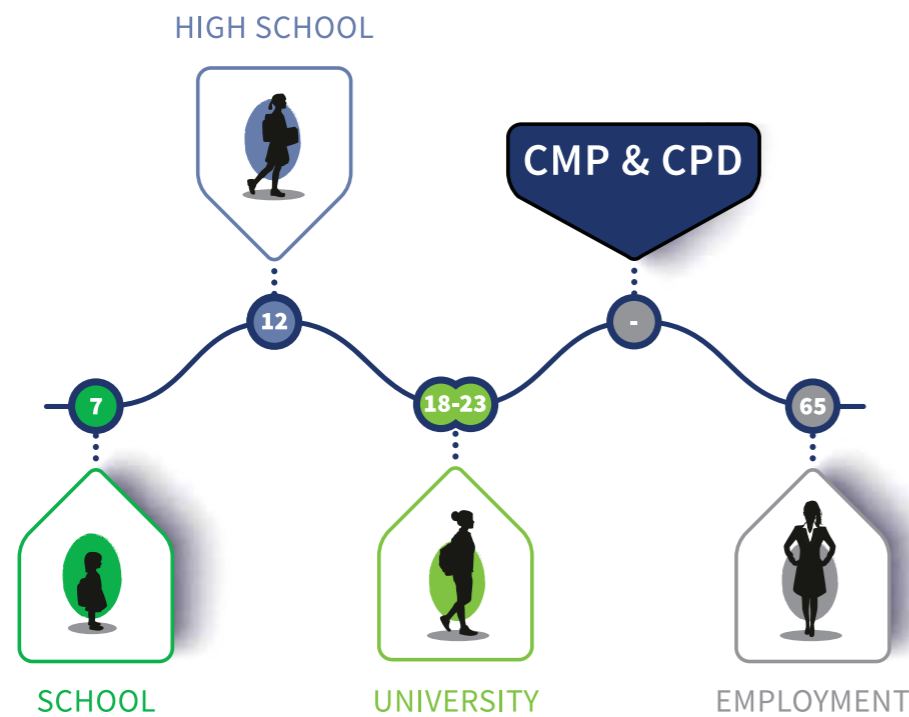 HIGH SCHOOL
CMP & CPD
12
-
7
18-23
65
SCHOOL
UNIVERSITY
EMPLOYMENT